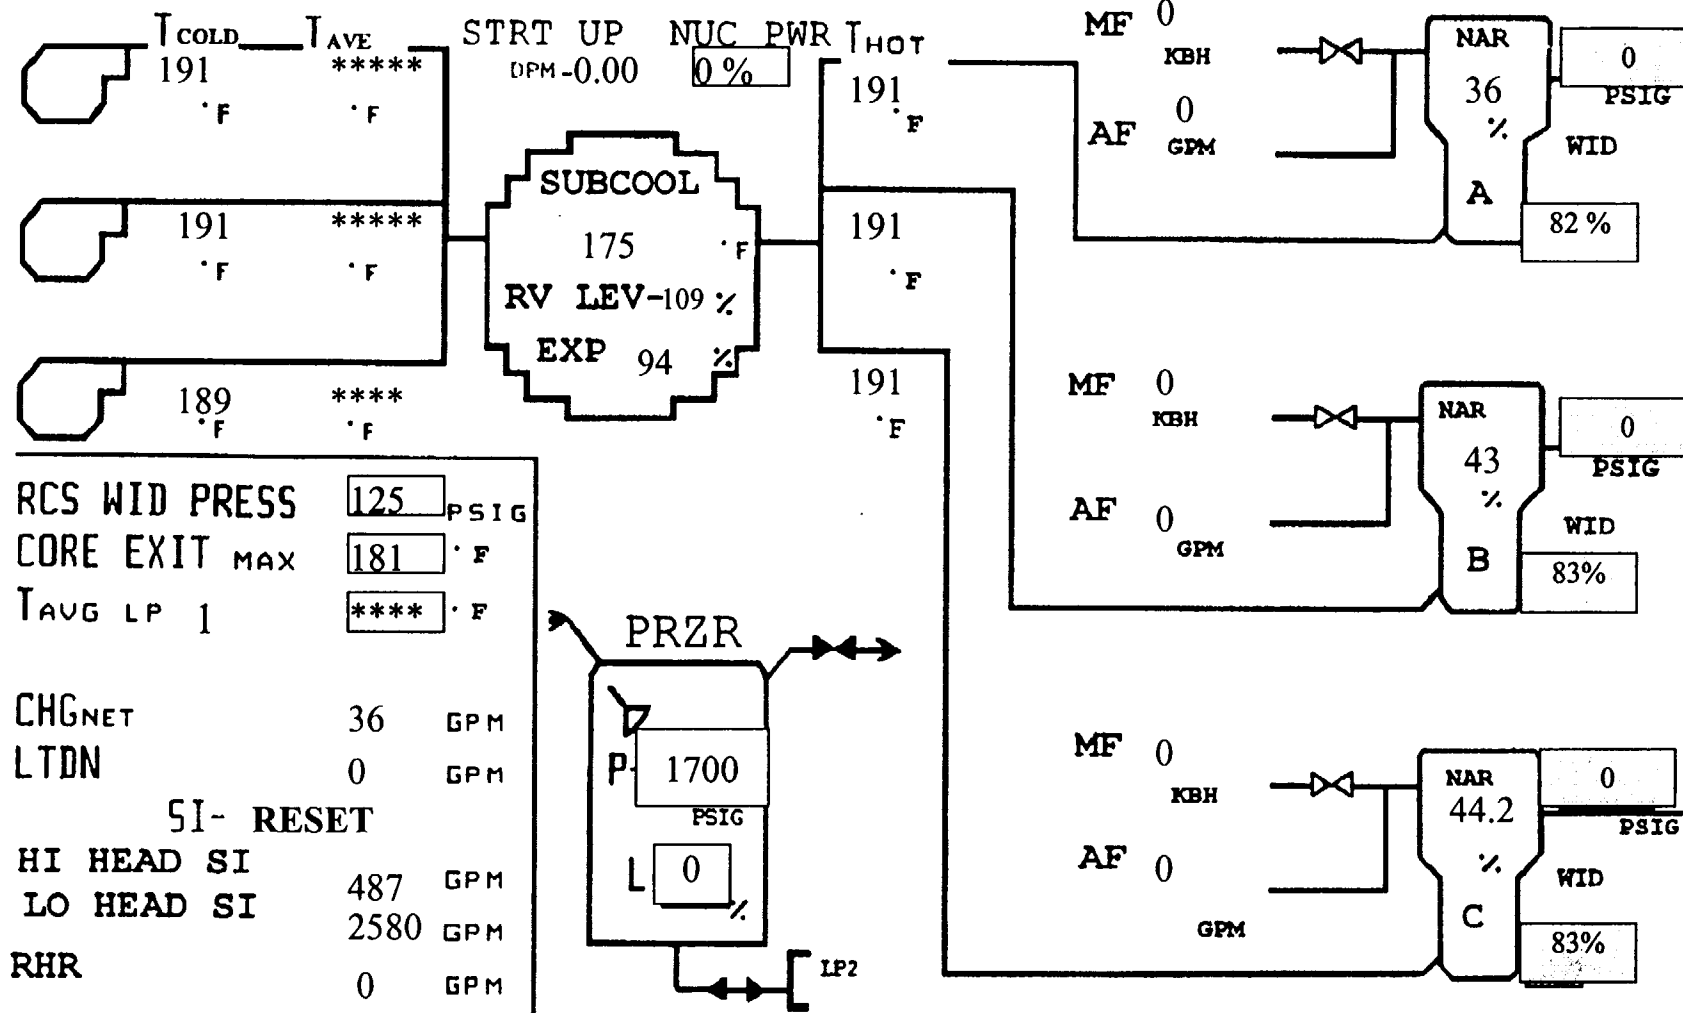 TCOLD TAVE STRT UP NUC PWR THOT
191 ***** DPM -0.00 0 % 191
°F °F °F
SUBCOOL
191 ***** 175 °F 191
°F °F °F
RV LEV-109 %
EXP 94 %
189 **** 191
°F °F °F
MF 0 KBH
AF 0 GPM
NAR
36
%
A
0
PSIG
WID
82 %
MF 0 KBH
AF 0 GPM
NAR
43
%
B
0
PSIG
WID
83%
MF 0 KBH
AF 0 GPM
NAR
44.2
%
C
0
PSIG
WID
83%
RCS WID PRESS 125 PSIG
CORE EXIT MAX 181 °F
TAVG LP 1 **** °F
CHGNET 36 GPM
LTDN 0 GPM
SI- RESET
HI HEAD SI 487 GPM
LO HEAD SI 2580 GPM
RHR 0 GPM
PRZR
P 1700
PSIG
L 0
%
LP2